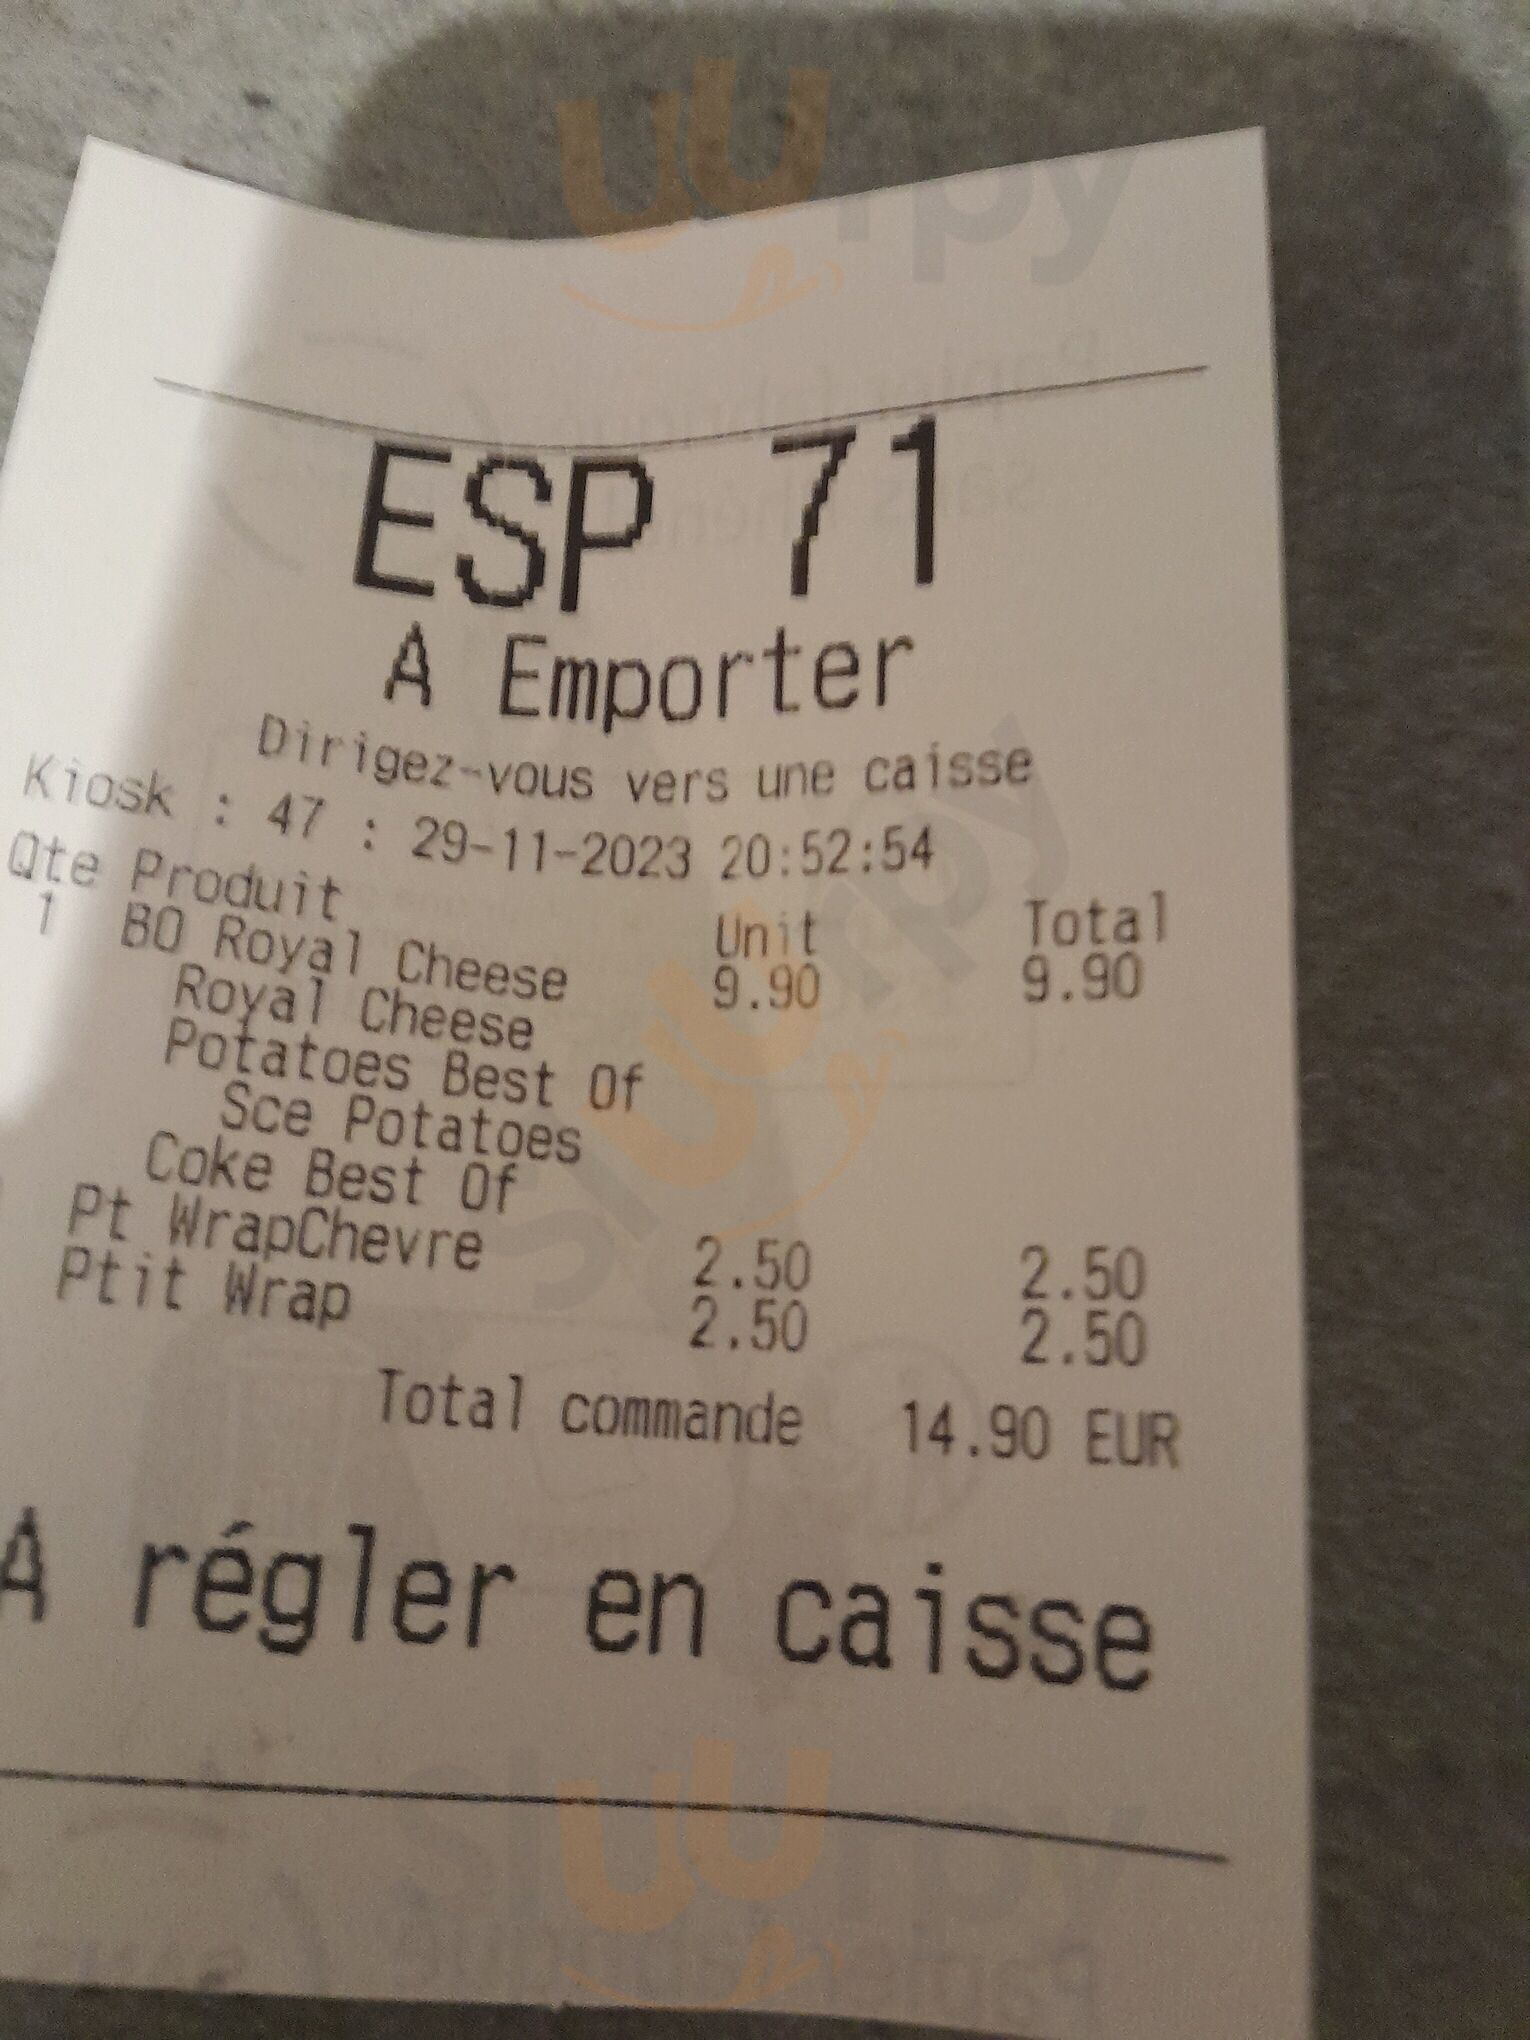 sluurpy
ESP 71
A Emporter
Dirigez-vous vers une caisse
Kiosk : 47 : 29-11-2023 20:52:54
Qte Produit Unit Total
1 BO Royal Cheese 9.90 9.90
Royal Cheese
Potatoes Best Of
Sce Potatoes
Coke Best Of
Pt WrapChevre 2.50 2.50
Ptit Wrap 2.50 2.50
Total commande 14.90 EUR
A régler en caisse
sluurpy
sluurpy